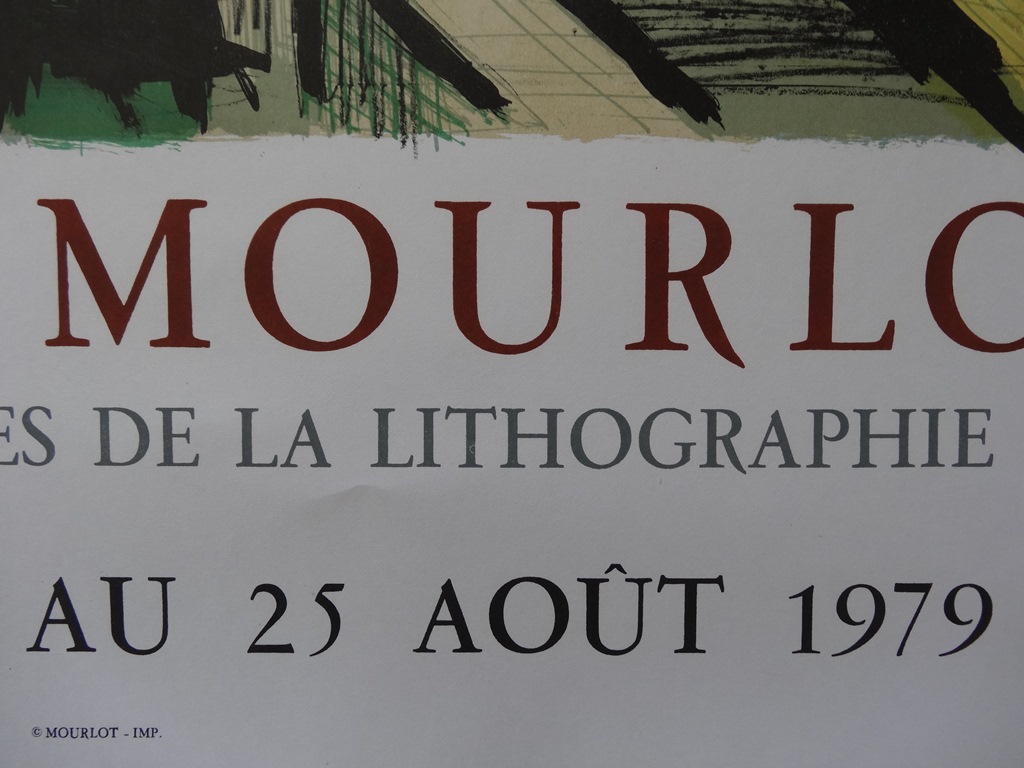 MOURLO
ES DE LA LITHOGRAPHIE
AU 25 AOÛT 1979
© MOURLOT - IMP.